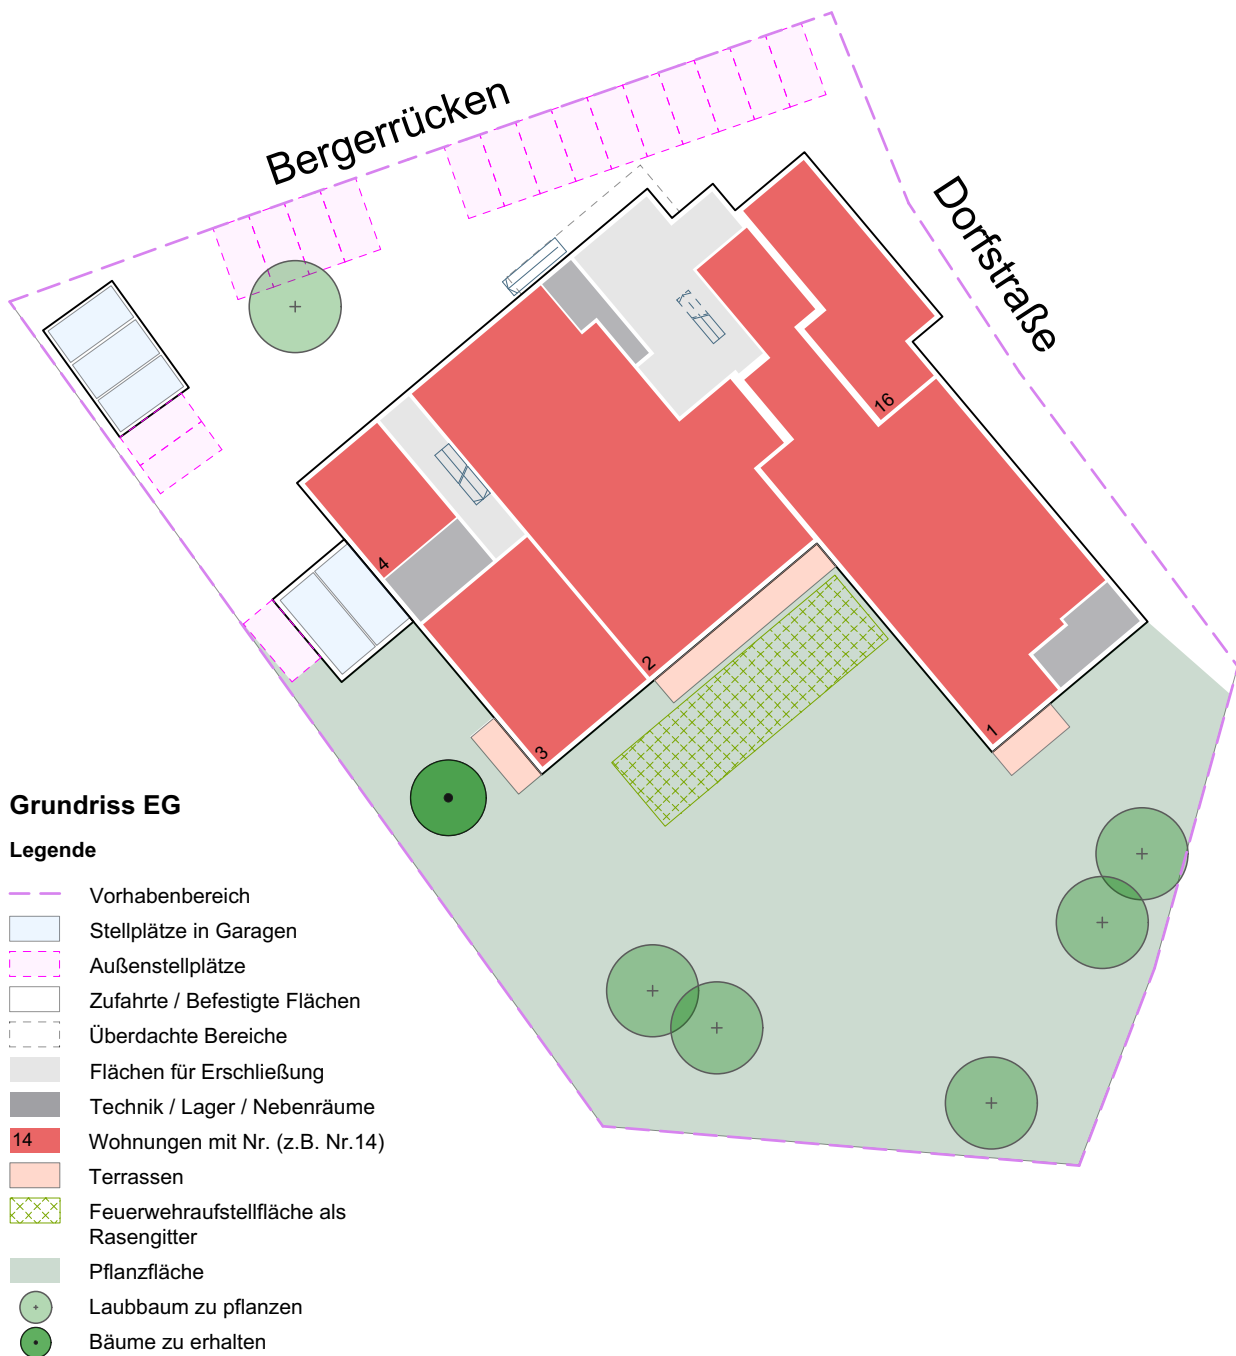 Bergerrücken
Dorfstraße
16
4
2
3
1
Grundriss EG
Legende
Vorhabenbereich
Stellplätze in Garagen
Außenstellplätze
Zufahrte / Befestigte Flächen
Überdachte Bereiche
Flächen für Erschließung
Technik / Lager / Nebenräume
14 Wohnungen mit Nr. (z.B. Nr.14)
Terrassen
Feuerwehraufstellfläche als
Rasengitter
Pflanzfläche
Laubbaum zu pflanzen
Bäume zu erhalten